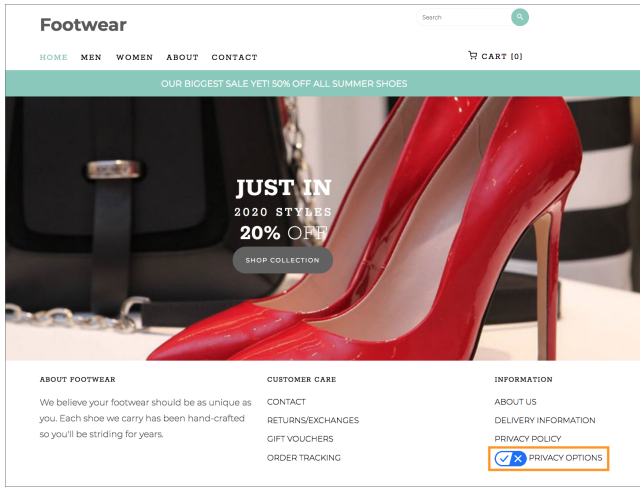 Footwear
Search
HOME MEN WOMEN ABOUT CONTACT
CART [0]
OUR BIGGEST SALE YET! 50% OFF ALL SUMMER SHOES
JUST IN
2020 STYLES
20% OFF
SHOP COLLECTION
ABOUT FOOTWEAR
We believe your footwear should be as unique as
you. Each shoe we carry has been hand-crafted
so you'll be striding for years.
CUSTOMER CARE
CONTACT
RETURNS/EXCHANGES
GIFT VOUCHERS
ORDER TRACKING
INFORMATION
ABOUT US
DELIVERY INFORMATION
PRIVACY POLICY
PRIVACY OPTIONS